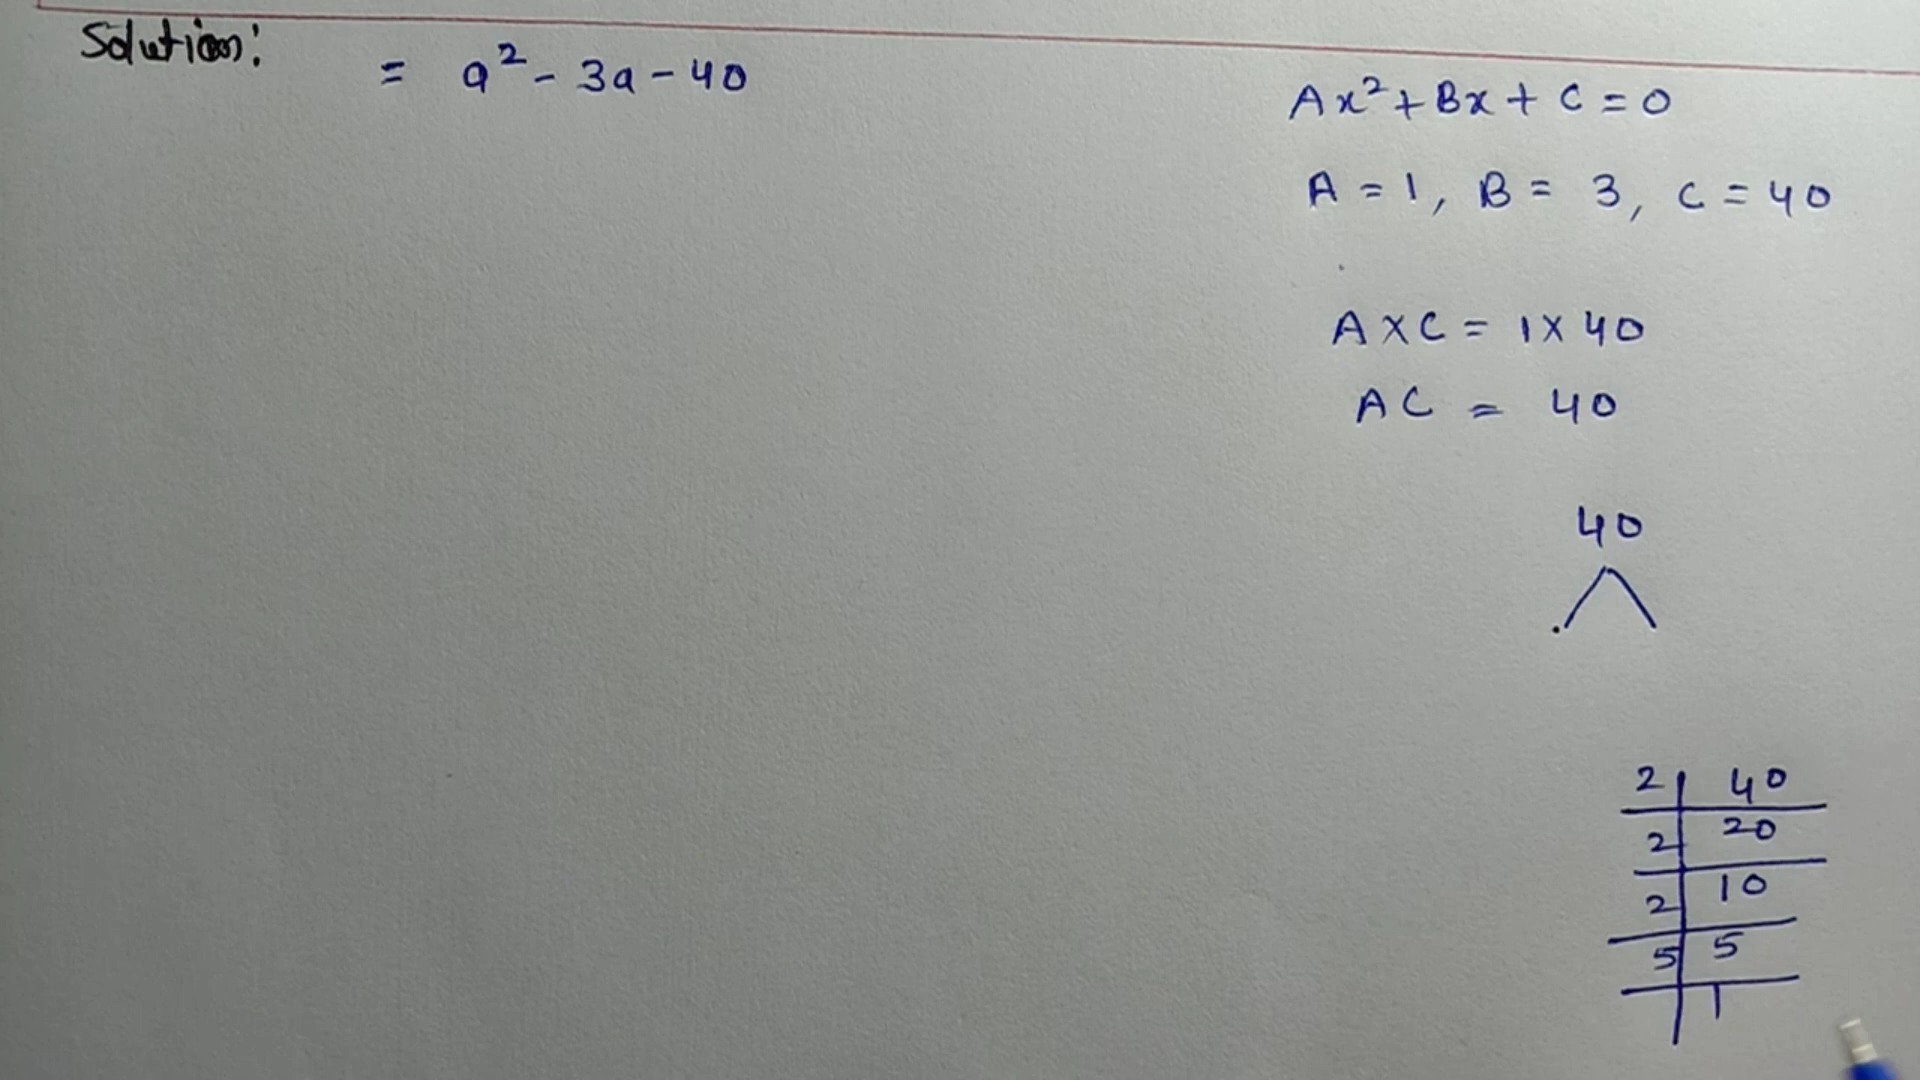 Solution:
= a² - 3a - 40
Ax² + Bx + C = 0
A = 1, B = 3, C = 40
A × C = 1 × 40
AC = 40
40
2 | 40
2 | 20
2 | 10
5 | 5
1